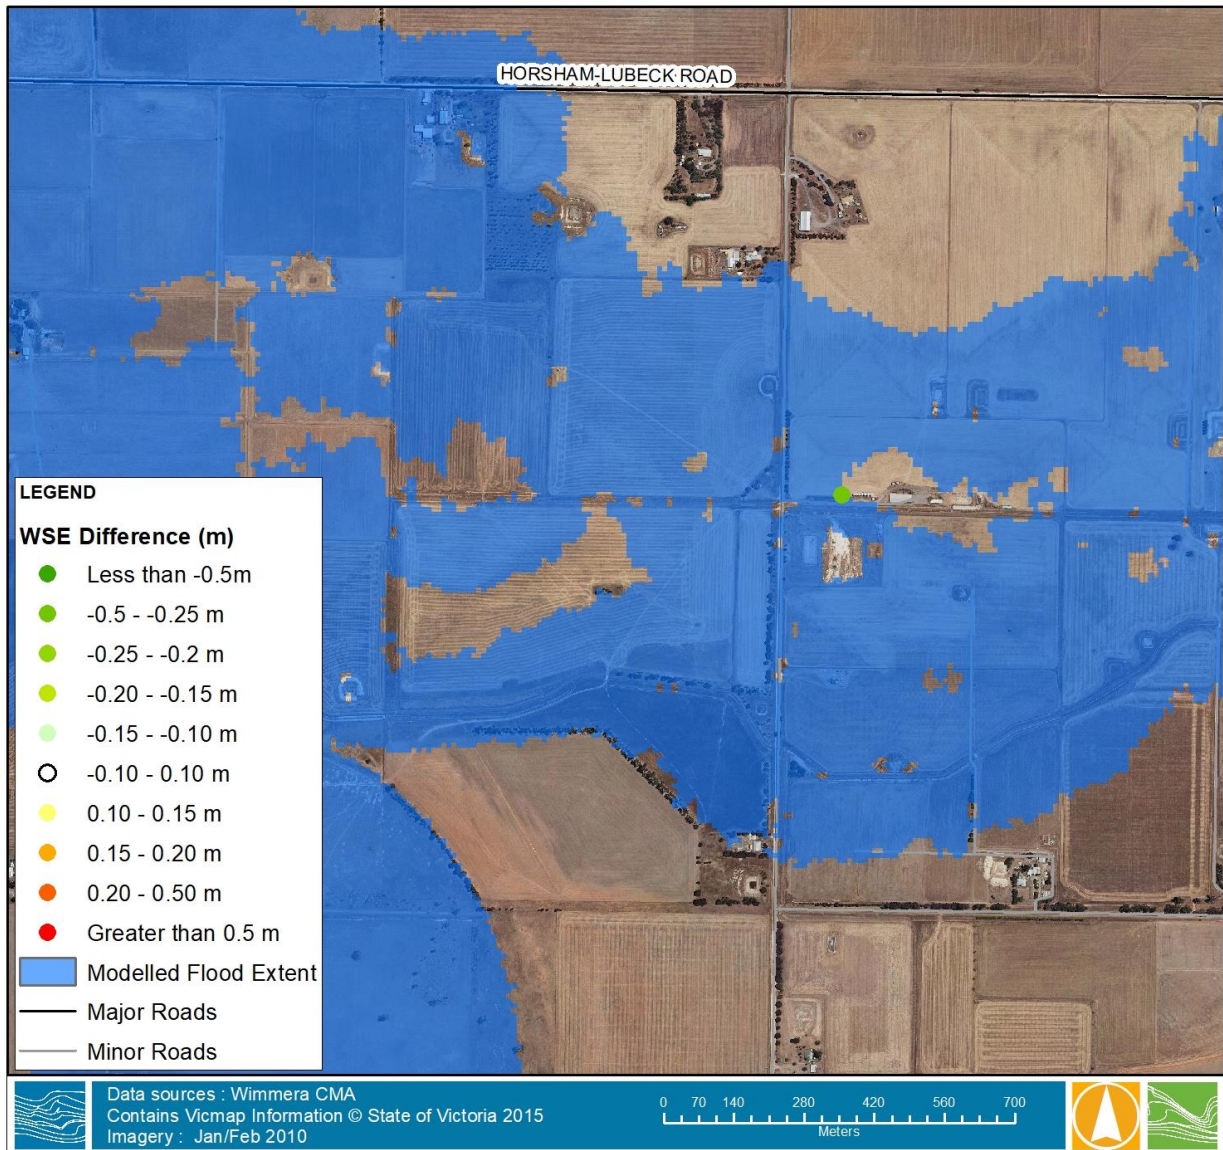 HORSHAM-LUBECK ROAD
LEGEND
WSE Difference (m)
Less than -0.5m
-0.5 - -0.25 m
-0.25 - -0.2 m
-0.20 - -0.15 m
-0.15 - -0.10 m
-0.10 - 0.10 m
0.10 - 0.15 m
0.15 - 0.20 m
0.20 - 0.50 m
Greater than 0.5 m
Modelled Flood Extent
Major Roads
Minor Roads
Data sources : Wimmera CMA
Contains Vicmap Information © State of Victoria 2015
Imagery : Jan/Feb 2010
0 70 140 280 420 560 700
Meters